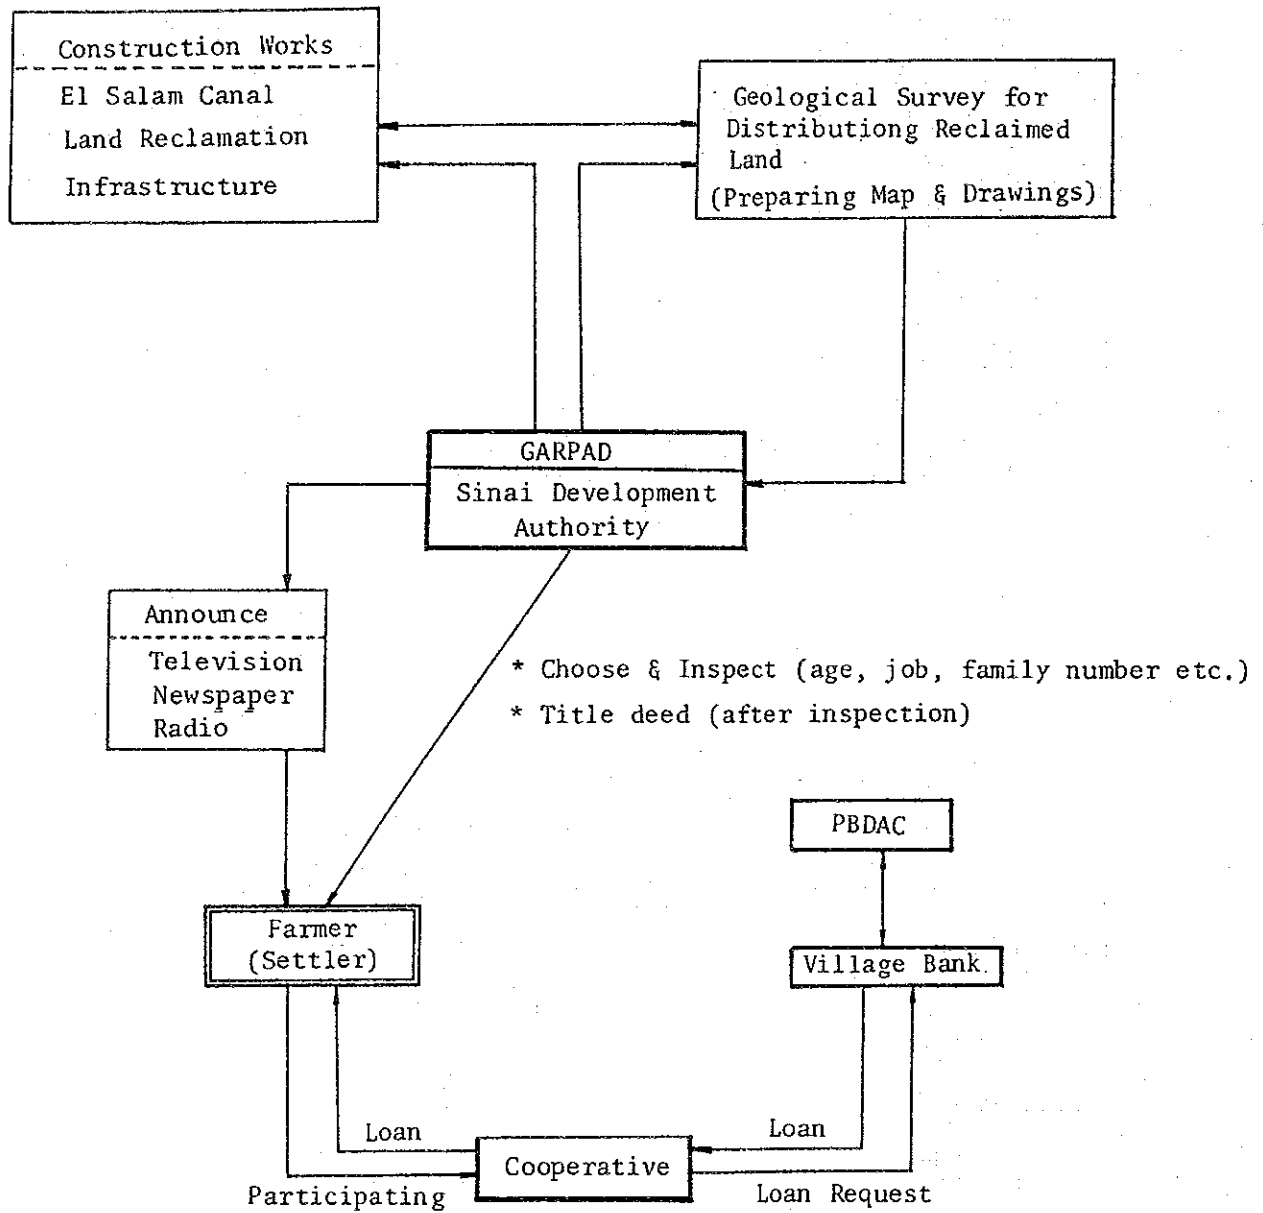 Construction Works
El Salam Canal
Land Reclamation
Infrastructure
Geological Survey for
Distributiong Reclaimed
Land
(Preparing Map & Drawings)
GARPAD
Sinai Development
Authority
Announce
Television
Newspaper
Radio
* Choose & Inspect (age, job, family number etc.)
* Title deed (after inspection)
PBDAC
Farmer
(Settler)
Village Bank
Loan
Loan
Cooperative
Participating
Loan Request